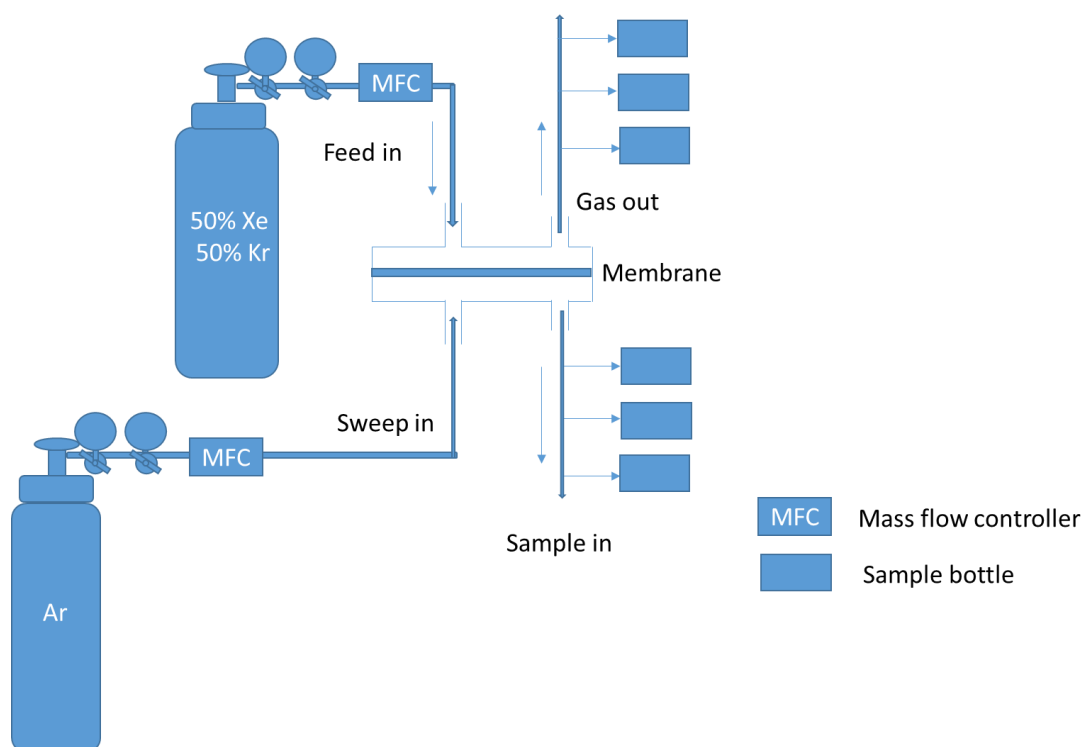 MFC
Feed in
Gas out
50% Xe
50% Kr
Membrane
Sweep in
MFC
Sample in
MFC
Mass flow controller
Sample bottle
Ar